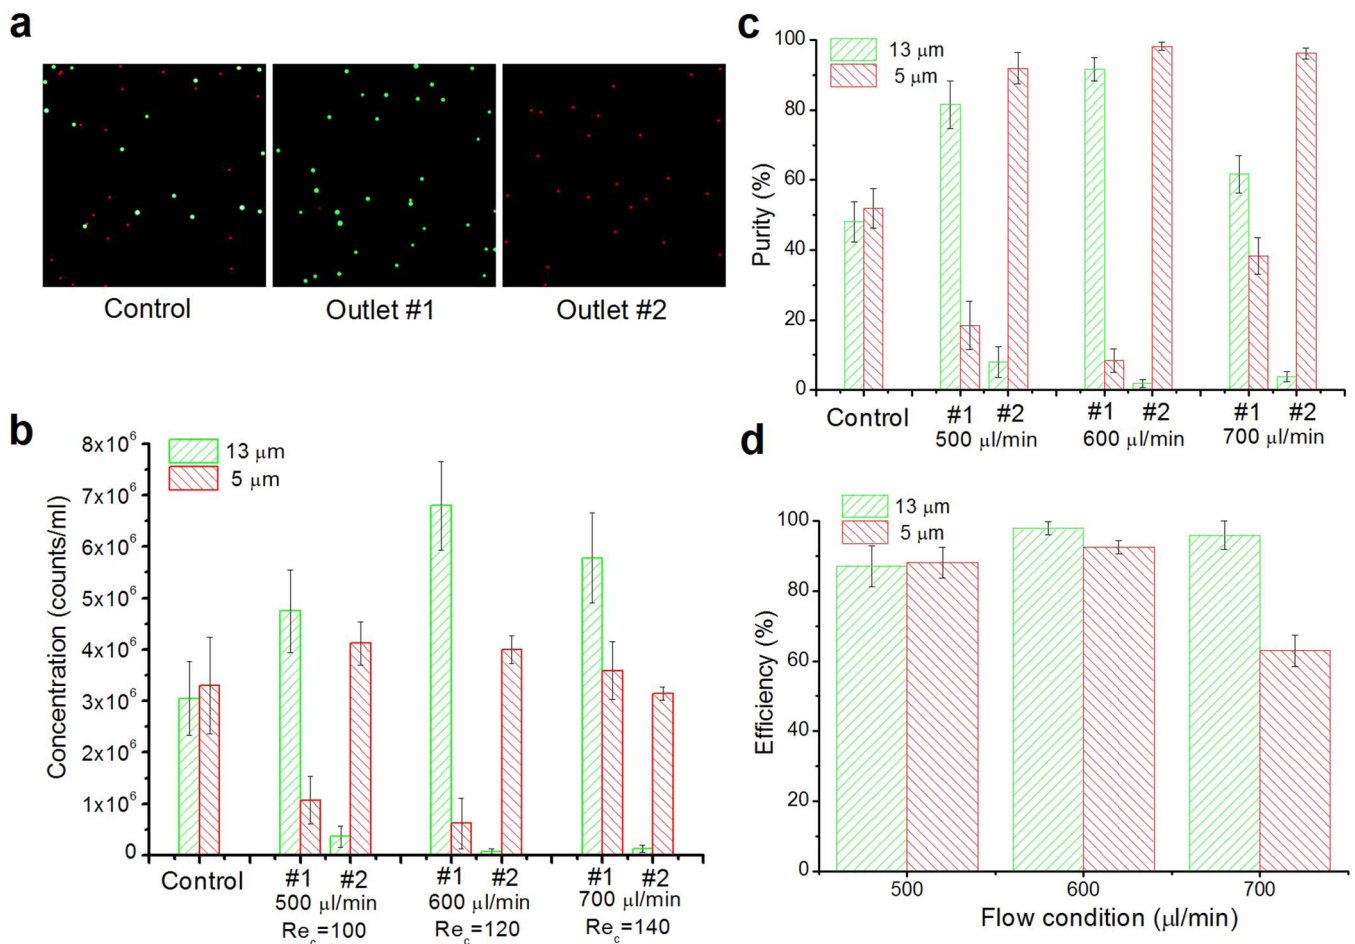 a
Control
Outlet #1
Outlet #2
b
Concentration (counts/ml)
8x10^6
7x10^6
6x10^6
5x10^6
4x10^6
3x10^6
2x10^6
1x10^6
0
13 μm
5 μm
Control
#1 #2
500 μl/min
Re_c=100
#1 #2
600 μl/min
Re_c=120
#1 #2
700 μl/min
Re_c=140
c
Purity (%)
100
80
60
40
20
0
13 μm
5 μm
Control
#1 #2
500 μl/min
#1 #2
600 μl/min
#1 #2
700 μl/min
d
Efficiency (%)
100
80
60
40
20
0
13 μm
5 μm
500 600 700
Flow condition (μl/min)